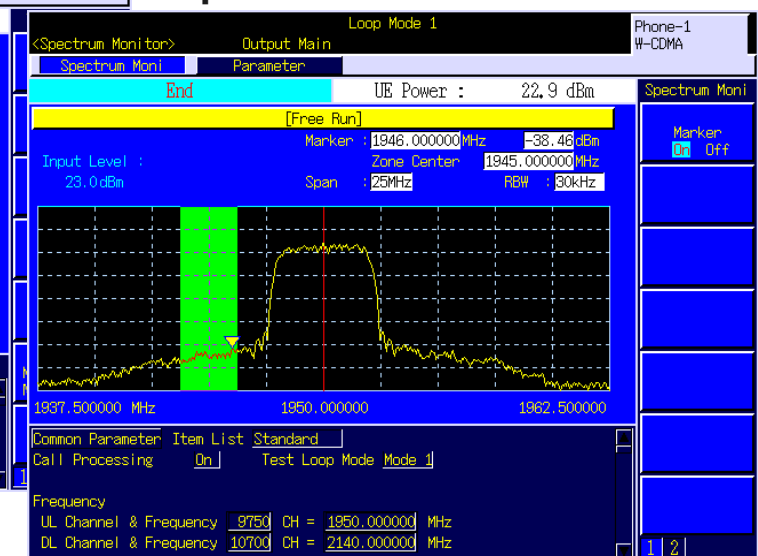 Loop Mode 1
Phone-1
<Spectrum Monitor> Output Main
W-CDMA
Spectrum Moni Parameter
End UE Power : 22.9 dBm
Spectrum Moni
[Free Run]
Marker : 1946.000000 MHz -38.46 dBm
Marker
On Off
Input Level : Zone Center 1945.000000 MHz
23.0dBm Span : 25MHz RBW : 30kHz
1937.500000 MHz 1950.000000 1962.500000
Common Parameter Item List Standard
Call Processing On Test Loop Mode Mode 1
Frequency
UL Channel & Frequency 9750 CH = 1950.000000 MHz
DL Channel & Frequency 10700 CH = 2140.000000 MHz
1 2